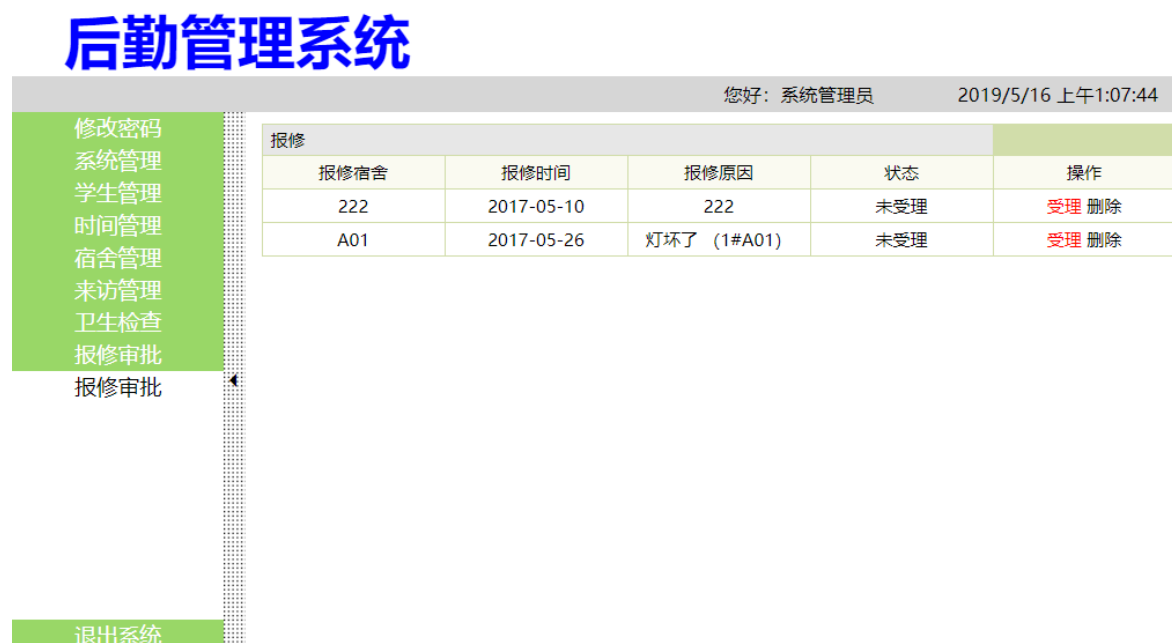 后勤管理系统
您好：系统管理员 2019/5/16 上午1:07:44
修改密码
系统管理
学生管理
时间管理
宿舍管理
来访管理
卫生检查
报修审批
报修审批
退出系统
报修
报修宿舍 报修时间 报修原因 状态 操作
222 2017-05-10 222 未受理 受理 删除
A01 2017-05-26 灯坏了 (1#A01) 未受理 受理 删除